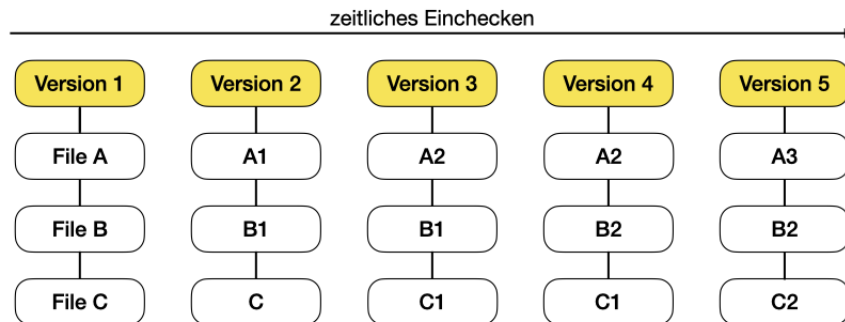 zeitliches Einchecken
Version 1 Version 2 Version 3 Version 4 Version 5
File A A1 A2 A2 A3
File B B1 B1 B2 B2
File C C C1 C1 C2